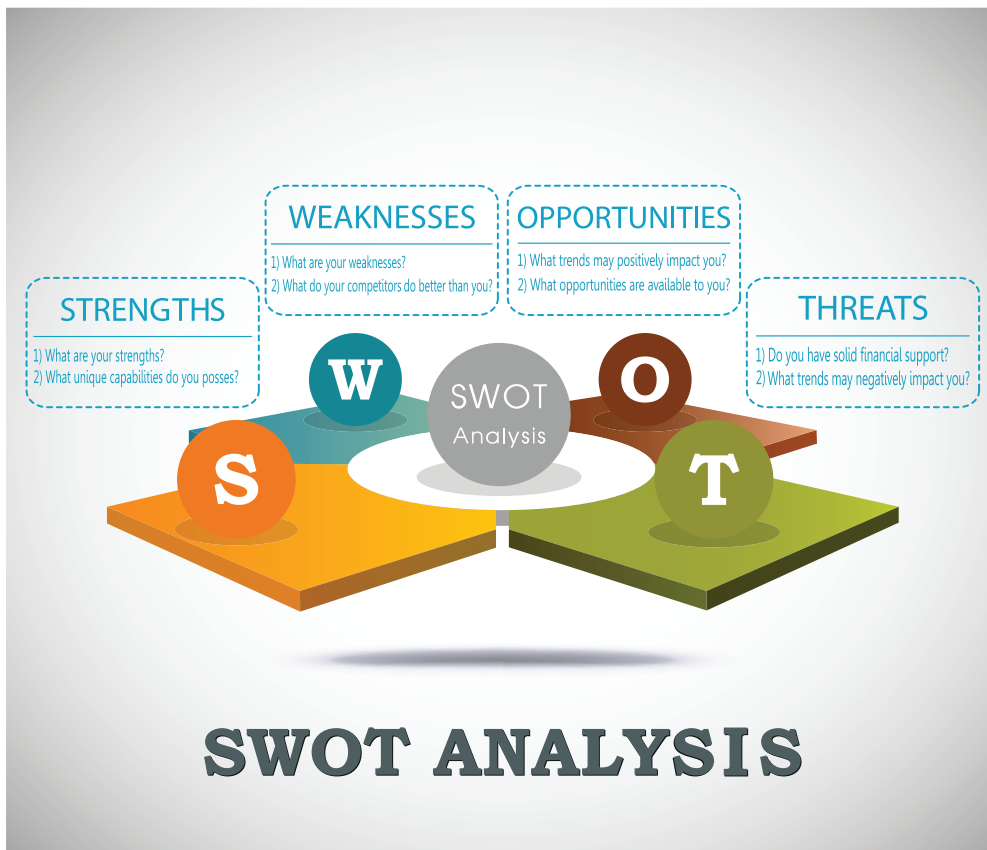 WEAKNESSES
1) What are your weaknesses?
2) What do your competitors do better than you?
OPPORTUNITIES
1) What trends may positively impact you?
2) What opportunities are available to you?
STRENGTHS
1) What are your strengths?
2) What unique capabilities do you posses?
THREATS
1) Do you have solid financial support?
2) What trends may negatively impact you?
W
SWOT
Analysis
O
S
T
SWOT ANALYSIS